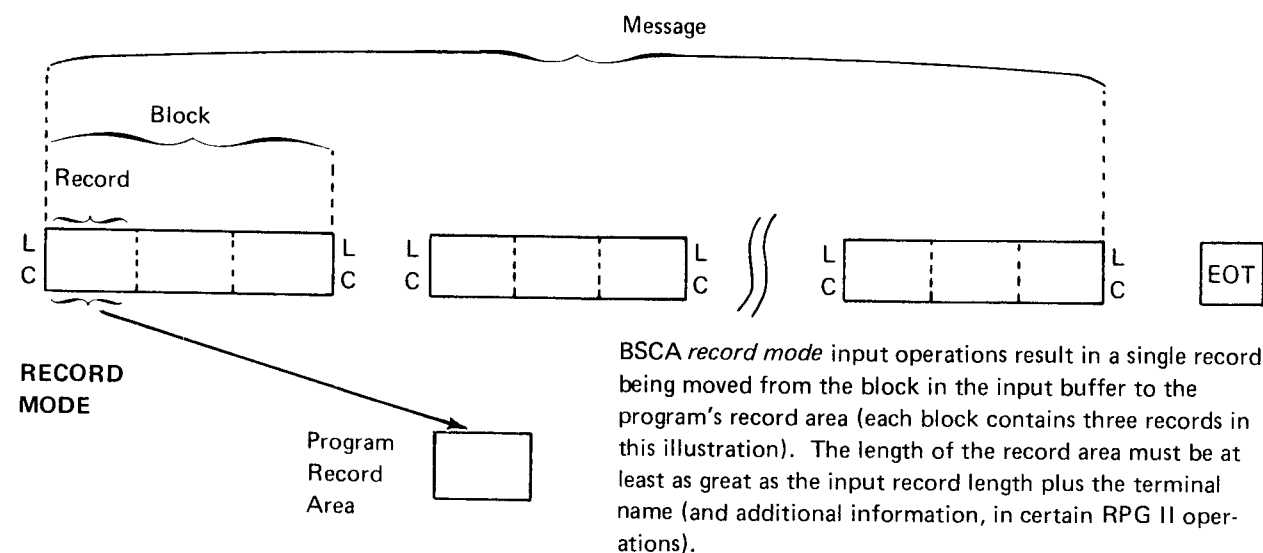 Message
Block
Record
L
C
L
C
L
C
L
C
L
C
L
C
EOT
RECORD
MODE
Program
Record
Area
BSCA record mode input operations result in a single record
being moved from the block in the input buffer to the
program's record area (each block contains three records in
this illustration). The length of the record area must be at
least as great as the input record length plus the terminal
name (and additional information, in certain RPG II oper-
ations).